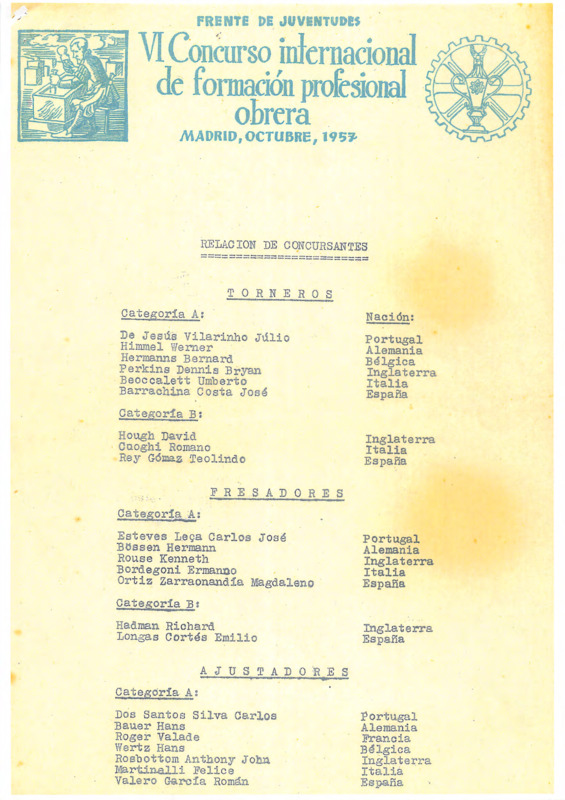 FRENTE DE JUVENTUDES
VI Concurso internacional
de formación profesional
obrera
MADRID, OCTUBRE, 1957
RELACION DE CONCURSANTES
TORNEROS
Categoría A: Nación:
De Jesús Vilarinho Júlio Portugal
Himmel Werner Alemania
Hermanns Bernard Bélgica
Perkins Dennis Bryan Inglaterra
Beoccalett Umberto Italia
Barrachina Costa José España
Categoría B:
Hough David Inglaterra
Cuoghi Romano Italia
Rey Gómaz Teolindo España
FRESADORES
Categoría A:
Esteves Leça Carlos José Portugal
Bössen Hermann Alemania
Rouse Kenneth Inglaterra
Bordegoni Ermanno Italia
Ortiz Zarraonandía Magdaleno España
Categoría B:
Hadman Richard Inglaterra
Longas Cortés Emilio España
AJUSTADORES
Categoría A:
Dos Santos Silva Carlos Portugal
Bauer Hans Alemania
Roger Valade Francia
Wertz Hans Bélgica
Rosbottom Anthony John Inglaterra
Martinelli Felice Italia
Valero García Román España